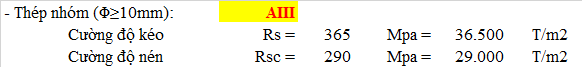 - Thép nhóm (Φ≥10mm): AIII
Cường độ kéo Rs = 365 Mpa = 36.500 T/m2
Cường độ nén Rsc = 290 Mpa = 29.000 T/m2